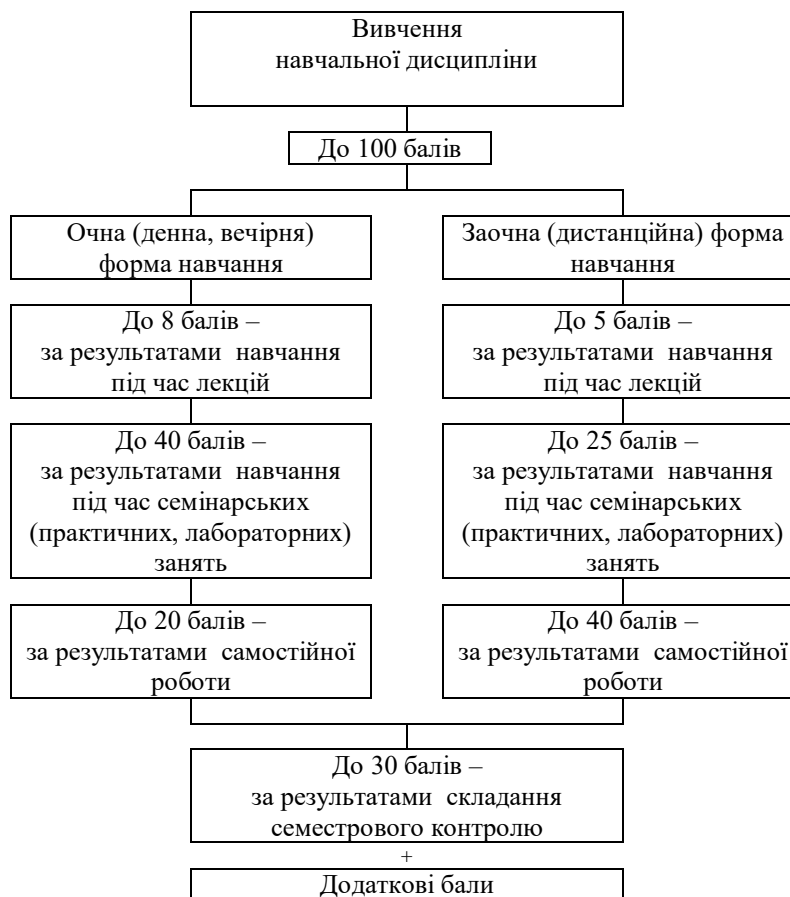 Вивчення
навчальної дисципліни
До 100 балів
Очна (денна, вечірня)
форма навчання
До 8 балів –
за результатами навчання
під час лекцій
До 40 балів –
за результатами навчання
під час семінарських
(практичних, лабораторних)
занять
До 20 балів –
за результатами самостійної
роботи
Заочна (дистанційна) форма
навчання
До 5 балів –
за результатами навчання
під час лекцій
До 25 балів –
за результатами навчання
під час семінарських
(практичних, лабораторних)
занять
До 40 балів –
за результатами самостійної
роботи
До 30 балів –
за результатами складання
семестрового контролю
+
Додаткові бали